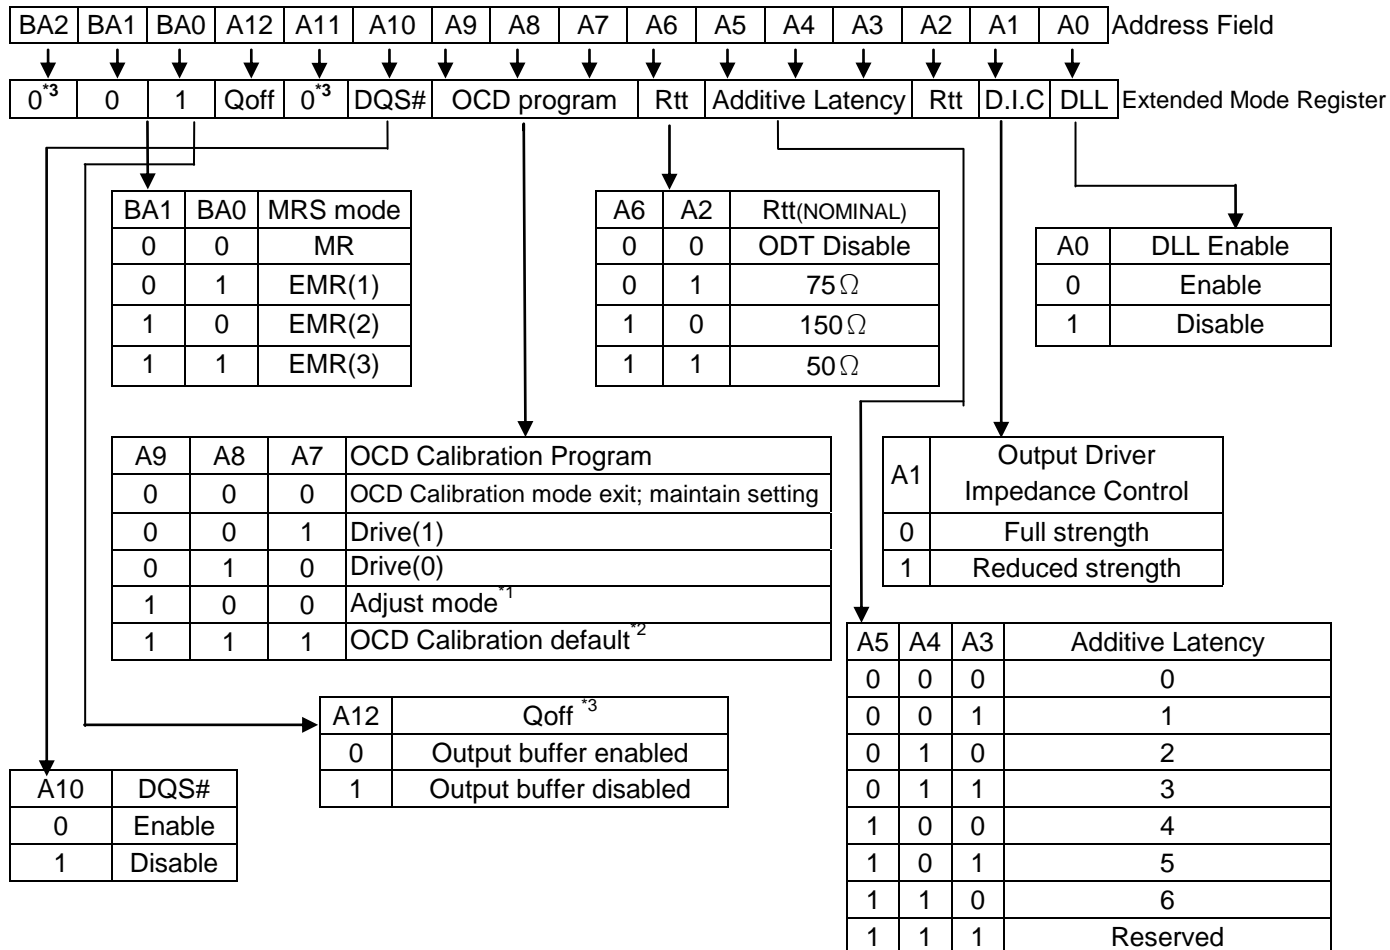 BA2 BA1 BA0 A12 A11 A10 A9 A8 A7 A6 A5 A4 A3 A2 A1 A0 Address Field
0*3 0 1 Qoff 0*3 DQS# OCD program Rtt Additive Latency Rtt D.I.C DLL Extended Mode Register
BA1 BA0 MRS mode
0 0 MR
0 1 EMR(1)
1 0 EMR(2)
1 1 EMR(3)
A6 A2 Rtt(NOMINAL)
0 0 ODT Disable
0 1 75Ω
1 0 150Ω
1 1 50Ω
A0 DLL Enable
0 Enable
1 Disable
A9 A8 A7 OCD Calibration Program
0 0 0 OCD Calibration mode exit; maintain setting
0 0 1 Drive(1)
0 1 0 Drive(0)
1 0 0 Adjust mode*1
1 1 1 OCD Calibration default*2
A1 Output Driver
Impedance Control
0 Full strength
1 Reduced strength
A12 Qoff *3
0 Output buffer enabled
1 Output buffer disabled
A10 DQS#
0 Enable
1 Disable
A5 A4 A3 Additive Latency
0 0 0 0
0 0 1 1
0 1 0 2
0 1 1 3
1 0 0 4
1 0 1 5
1 1 0 6
1 1 1 Reserved